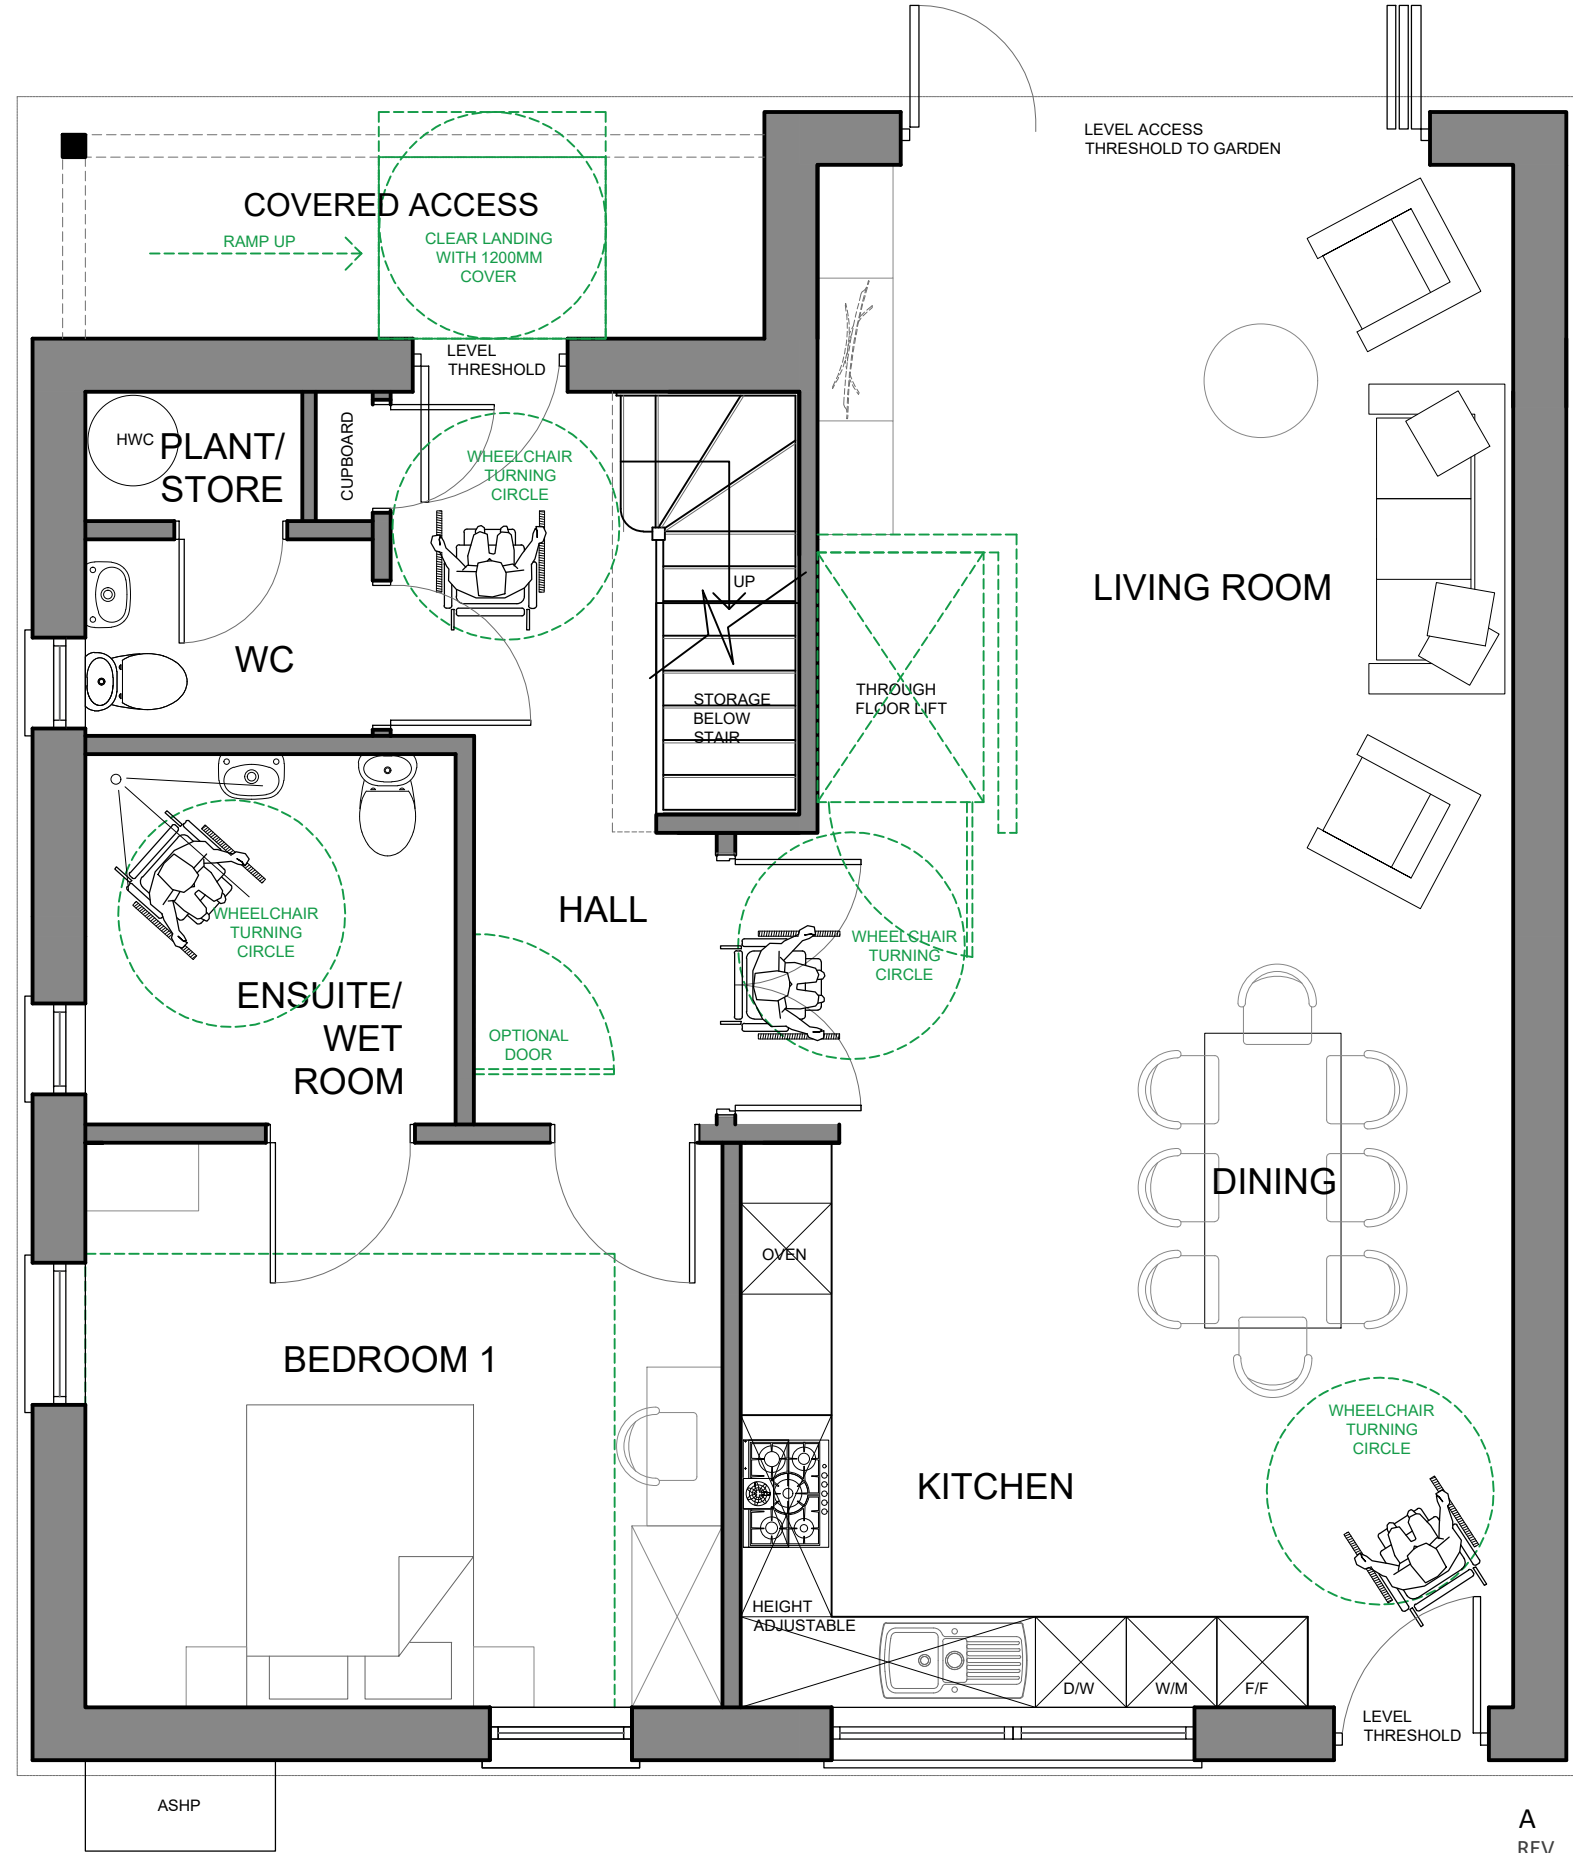 LEVEL ACCESS
THRESHOLD TO GARDEN
COVERED ACCESS
RAMP UP
CLEAR LANDING
WITH 1200MM
COVER
LEVEL
THRESHOLD
HWC
PLANT/
STORE
CUPBOARD
WHEELCHAIR
TURNING
CIRCLE
UP
LIVING ROOM
WC
STORAGE
BELOW
STAIR
THROUGH
FLOOR LIFT
HALL
WHEELCHAIR
TURNING
CIRCLE
WHEELCHAIR
TURNING
CIRCLE
ENSUITE/
WET
ROOM
OPTIONAL
DOOR
DINING
OVEN
BEDROOM 1
WHEELCHAIR
TURNING
CIRCLE
KITCHEN
HEIGHT
ADJUSTABLE
D/W
W/M
F/F
LEVEL
THRESHOLD
ASHP
A
REV